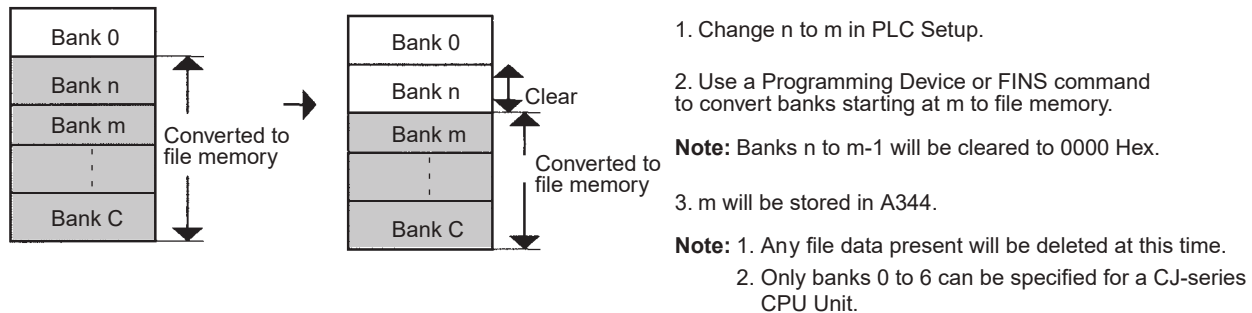 Bank 0
Bank n
Bank m
Bank C
Converted to
file memory
Bank 0
Bank n
Clear
Bank m
Bank C
Converted to
file memory
1. Change n to m in PLC Setup.
2. Use a Programming Device or FINS command
to convert banks starting at m to file memory.
Note: Banks n to m-1 will be cleared to 0000 Hex.
3. m will be stored in A344.
Note: 1. Any file data present will be deleted at this time.
2. Only banks 0 to 6 can be specified for a CJ-series
CPU Unit.